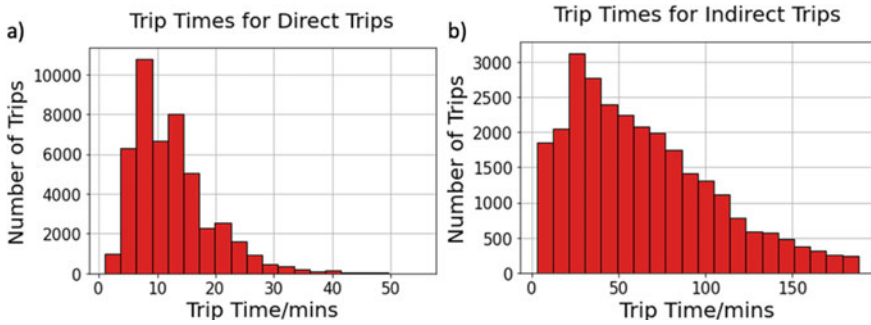 a)
Trip Times for Direct Trips
10000
8000
6000
4000
2000
0
Number of Trips
0 10 20 30 40 50
Trip Time/mins
b)
Trip Times for Indirect Trips
3000
2500
2000
1500
1000
500
0
Number of Trips
0 50 100 150
Trip Time/mins